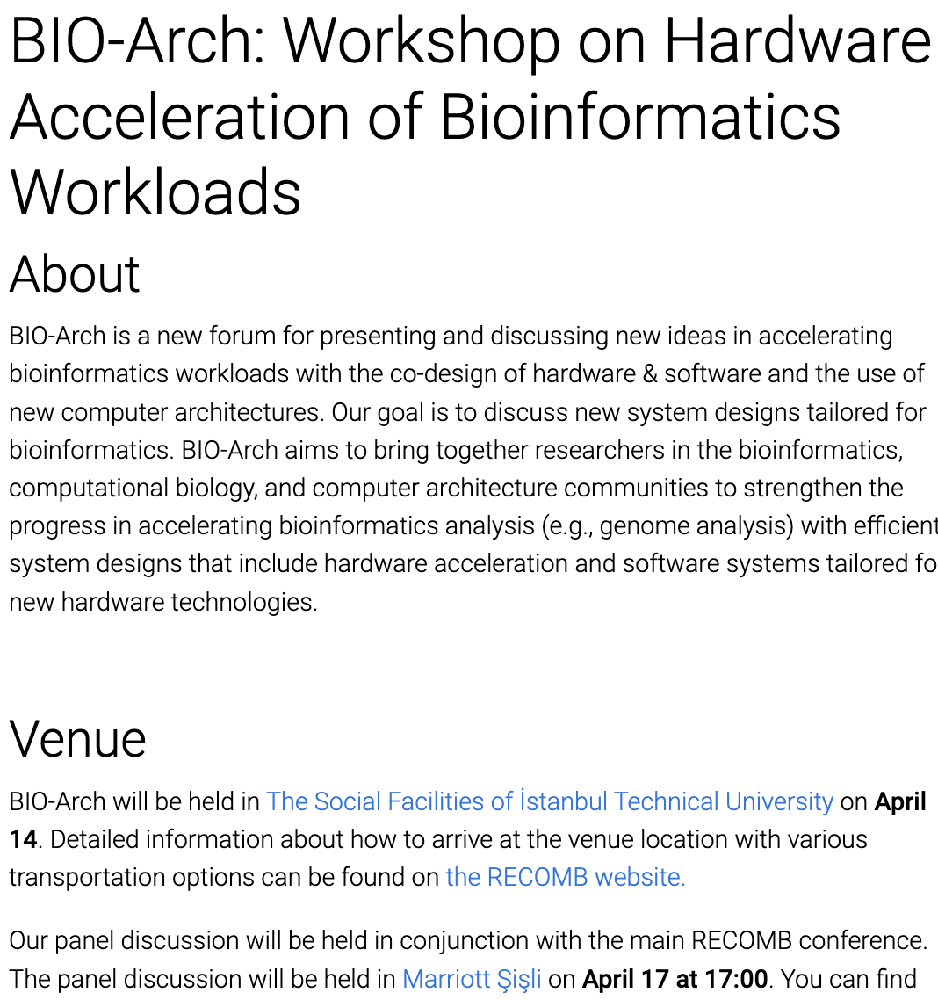 BIO-Arch: Workshop on Hardware
Acceleration of Bioinformatics
Workloads
About
BIO-Arch is a new forum for presenting and discussing new ideas in accelerating
bioinformatics workloads with the co-design of hardware & software and the use of
new computer architectures. Our goal is to discuss new system designs tailored for
bioinformatics. BIO-Arch aims to bring together researchers in the bioinformatics,
computational biology, and computer architecture communities to strengthen the
progress in accelerating bioinformatics analysis (e.g., genome analysis) with efficient
system designs that include hardware acceleration and software systems tailored fo
new hardware technologies.
Venue
BIO-Arch will be held in The Social Facilities of İstanbul Technical University on April
14. Detailed information about how to arrive at the venue location with various
transportation options can be found on the RECOMB website.
Our panel discussion will be held in conjunction with the main RECOMB conference.
The panel discussion will be held in Marriott Şişli on April 17 at 17:00. You can find